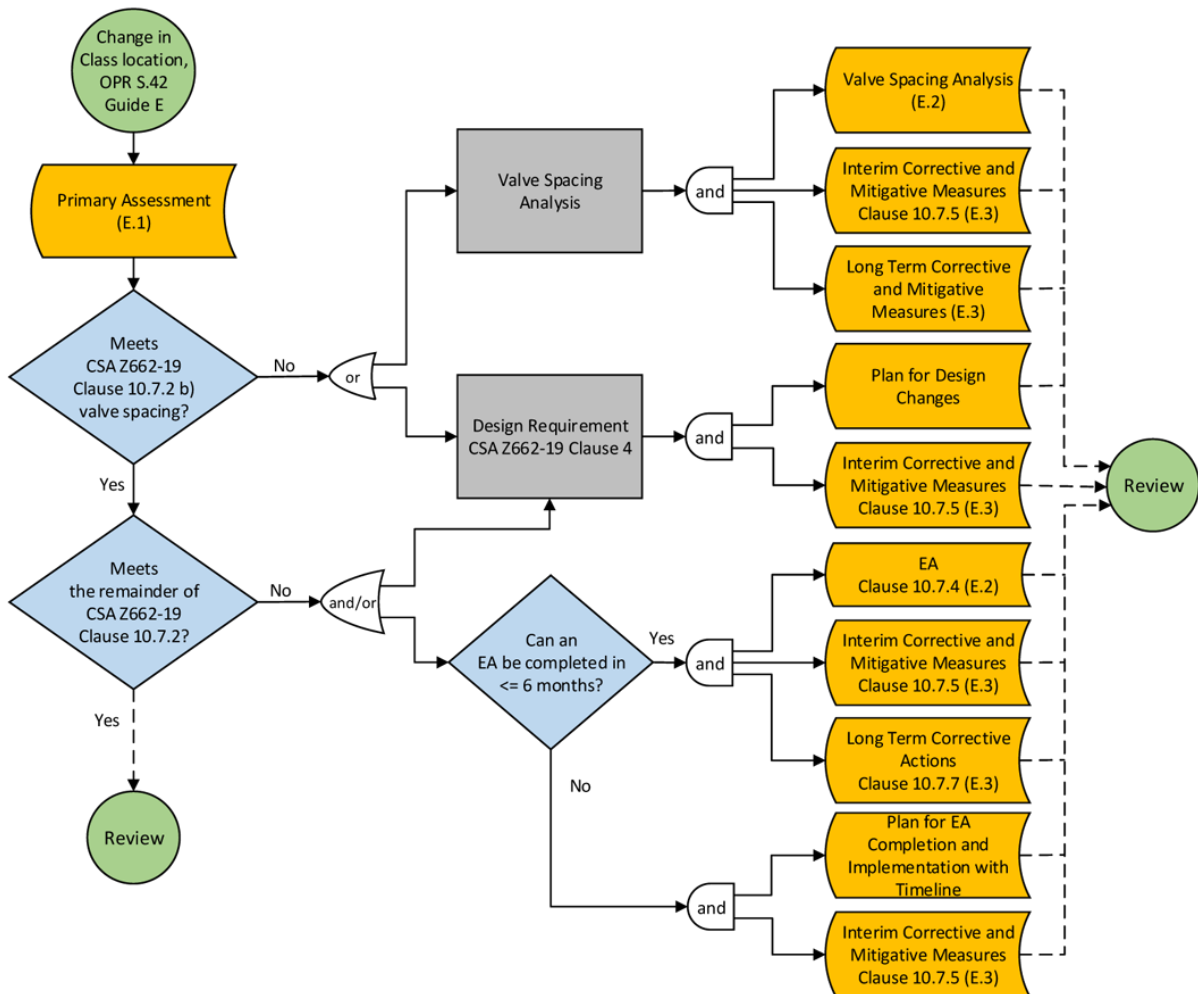 Change in
Class location,
OPR S.42
Guide E
Primary Assessment
(E.1)
Meets
CSA Z662-19
Clause 10.7.2 b)
valve spacing?
No
or
Yes
Meets
the remainder of
CSA Z662-19
Clause 10.7.2?
No
and/or
Yes
Review
Valve Spacing
Analysis
and
Design Requirement
CSA Z662-19 Clause 4
and
Can an
EA be completed in
<= 6 months?
Yes
and
No
and
Valve Spacing Analysis
(E.2)
Interim Corrective and
Mitigative Measures
Clause 10.7.5 (E.3)
Long Term Corrective
and Mitigative
Measures (E.3)
Plan for Design
Changes
Interim Corrective and
Mitigative Measures
Clause 10.7.5 (E.3)
EA
Clause 10.7.4 (E.2)
Interim Corrective and
Mitigative Measures
Clause 10.7.5 (E.3)
Long Term Corrective
Actions
Clause 10.7.7 (E.3)
Plan for EA
Completion and
Implementation with
Timeline
Interim Corrective and
Mitigative Measures
Clause 10.7.5 (E.3)
Review